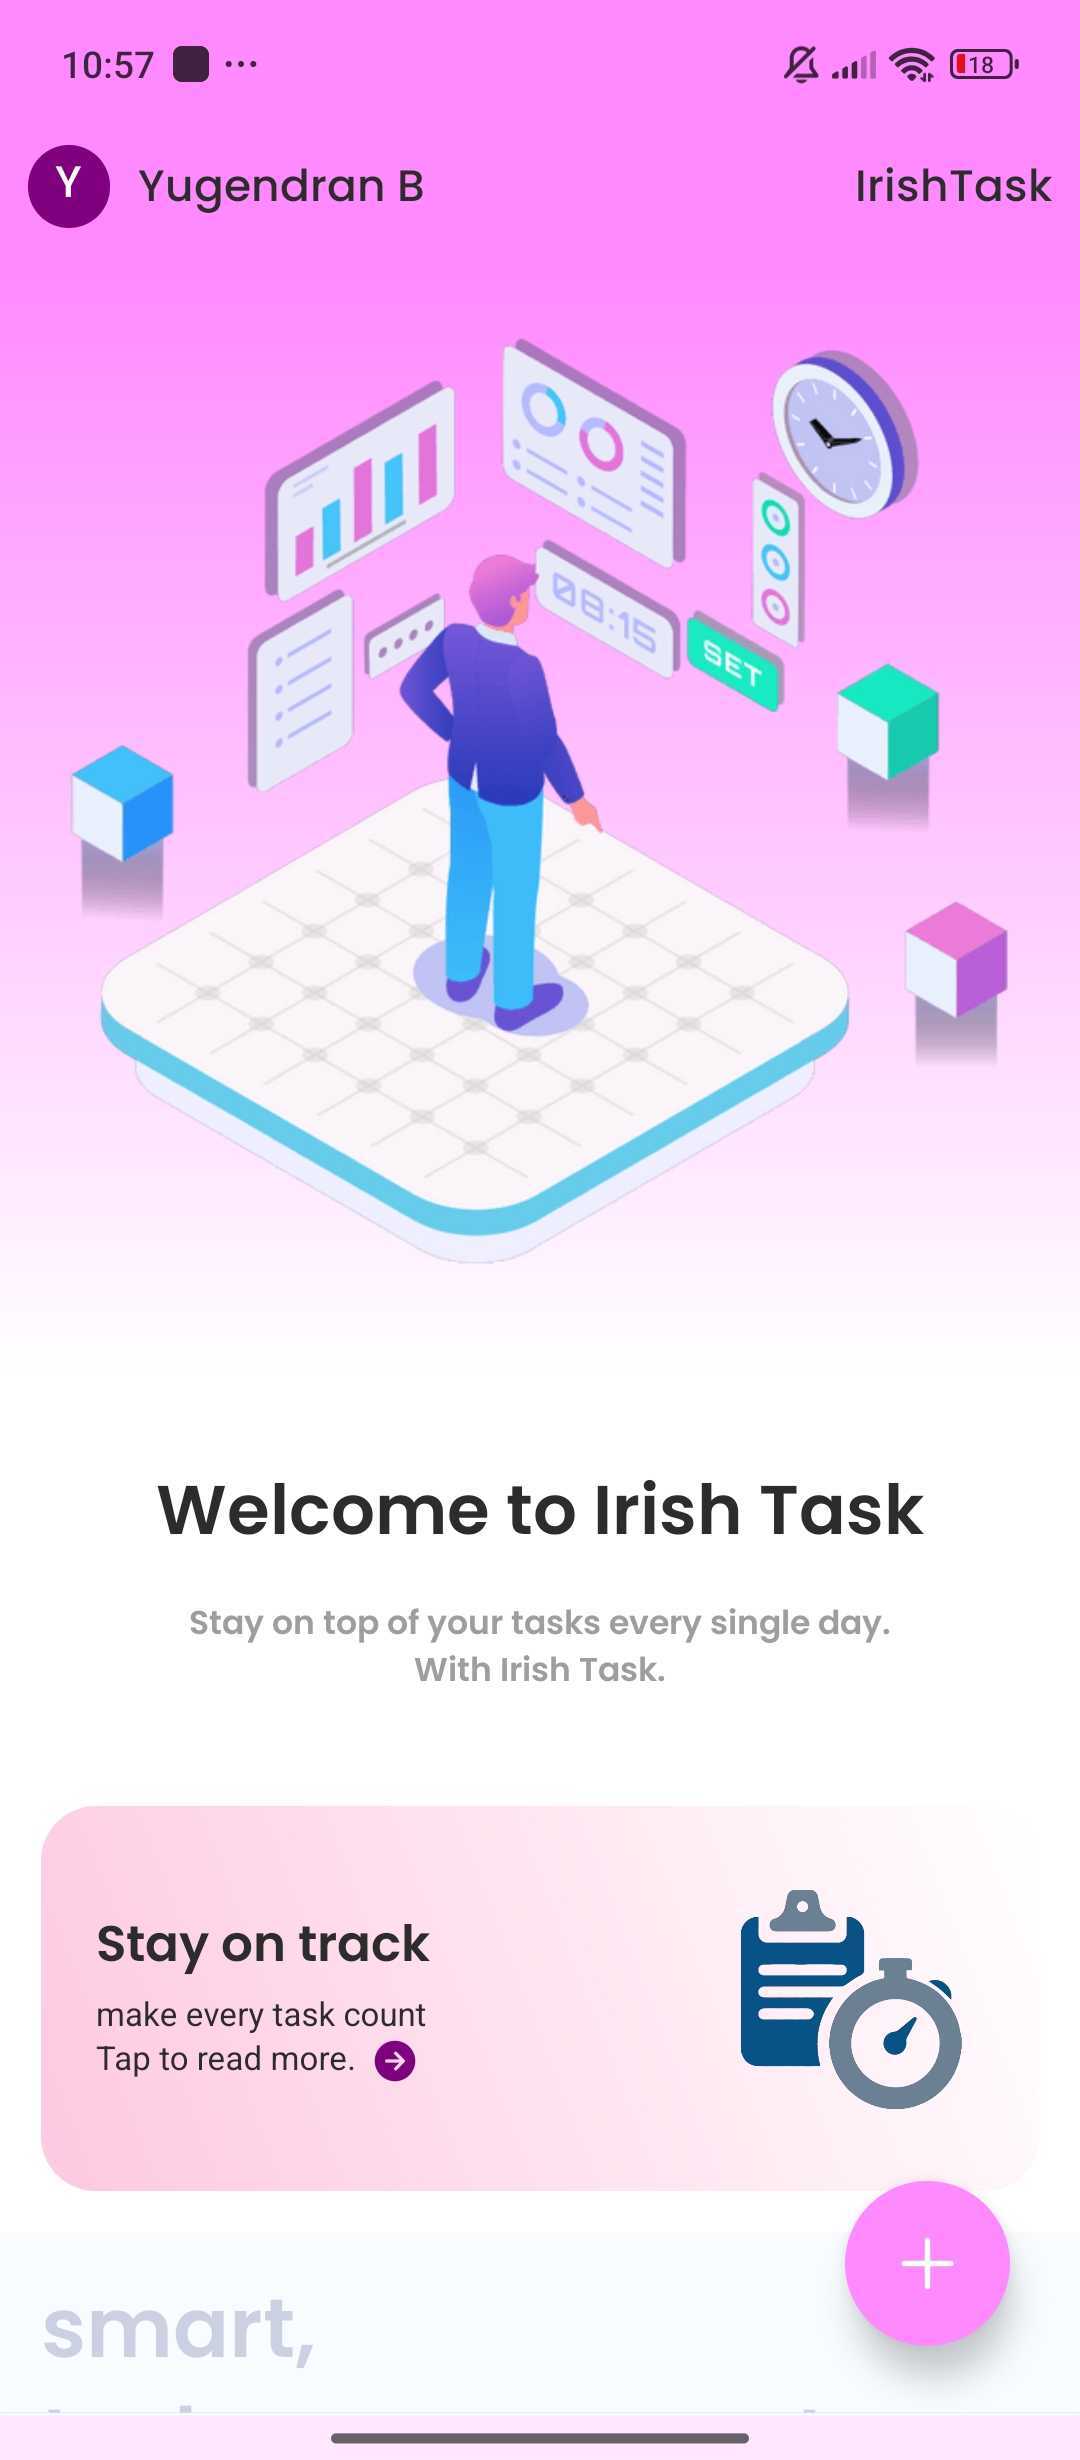 10:57
18
Y Yugendran B IrishTask
08:15
SET
Welcome to Irish Task
Stay on top of your tasks every single day.
With Irish Task.
Stay on track
make every task count
Tap to read more.
smart,